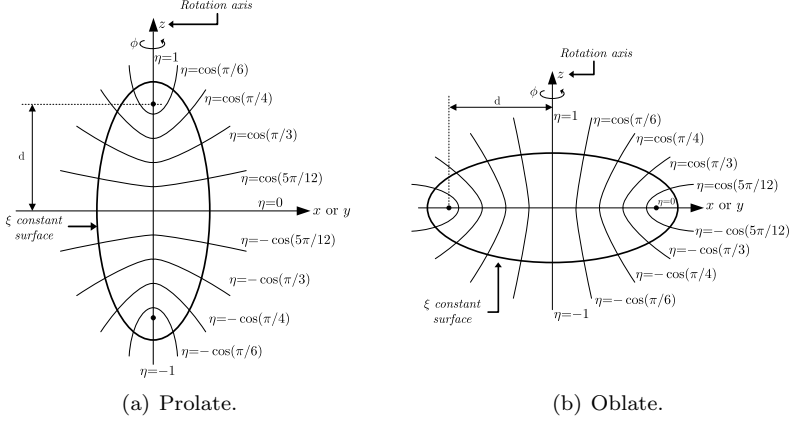 Rotation axis
z
ϕ
η=1
η=cos(π/6)
η=cos(π/4)
d
η=cos(π/3)
η=cos(5π/12)
η=0
x or y
ξ constant
surface
η=− cos(5π/12)
η=− cos(π/3)
η=− cos(π/4)
η=− cos(π/6)
η=−1
(a) Prolate.
Rotation axis
z
ϕ
d
η=1
η=cos(π/6)
η=cos(π/4)
η=cos(π/3)
η=cos(5π/12)
η=0
x or y
η=− cos(5π/12)
η=− cos(π/3)
η=− cos(π/4)
ξ constant
surface
η=− cos(π/6)
η=−1
(b) Oblate.